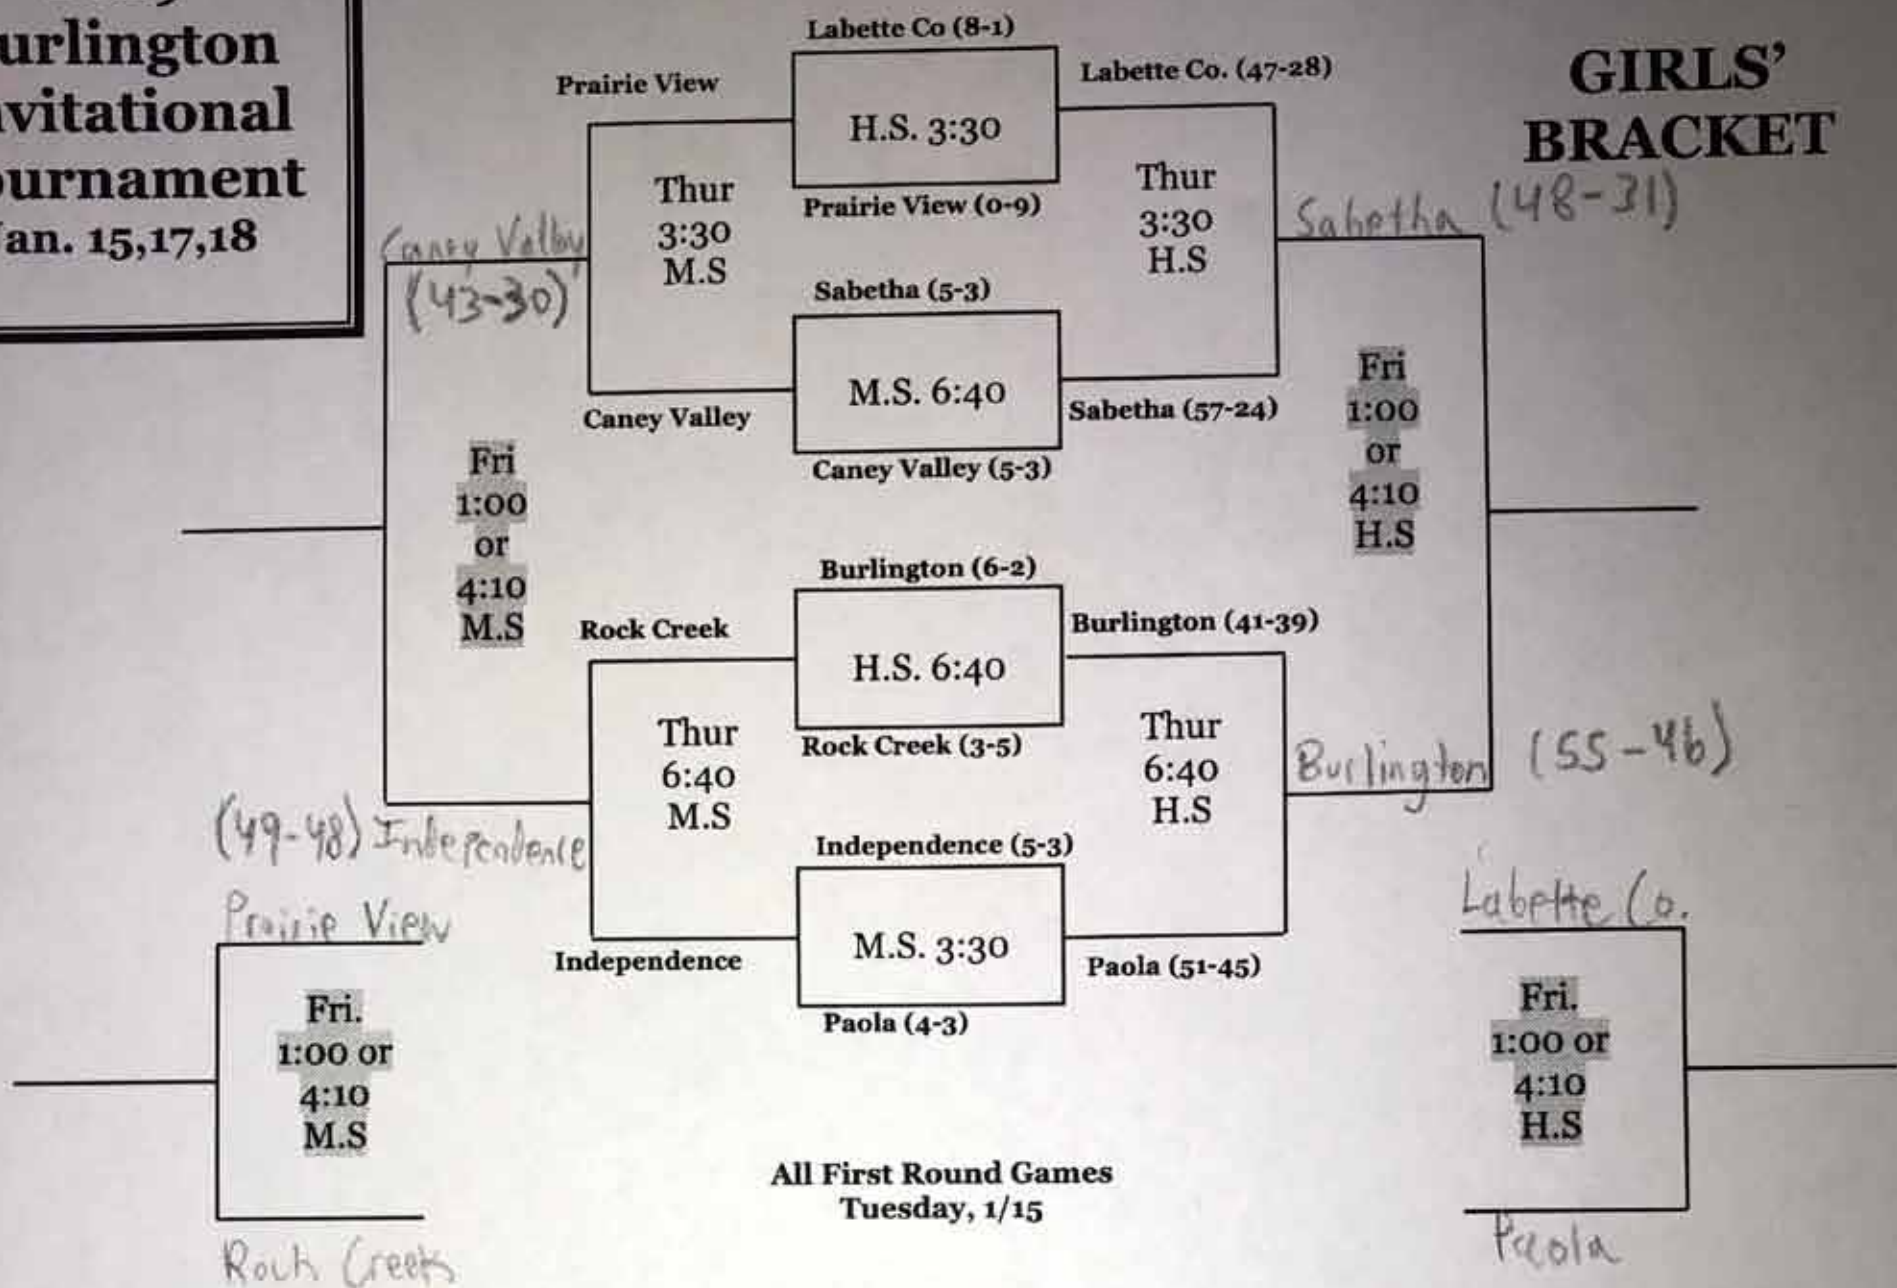 urlington
vitational
ournament
an. 15,17,18
GIRLS'
BRACKET
Labette Co (8-1)
H.S. 3:30
Prairie View (0-9)
Prairie View
Thur
3:30
M.S
Caney Valley
Labette Co. (47-28)
Thur
3:30
H.S
Sabetha (57-24)
Sabetha (5-3)
M.S. 6:40
Caney Valley (5-3)
Caney Valley
(43-30)
Sabetha (48-31)
Fri
1:00
or
4:10
M.S
Fri
1:00
or
4:10
H.S
Burlington (6-2)
H.S. 6:40
Rock Creek (3-5)
Rock Creek
Thur
6:40
M.S
Independence
Burlington (41-39)
Thur
6:40
H.S
Paola (51-45)
Independence (5-3)
M.S. 3:30
Paola (4-3)
(49-48) Independence
Burlington (55-46)
Prairie View
Fri.
1:00 or
4:10
M.S
Rock Creek
Labette Co.
Fri.
1:00 or
4:10
H.S
Paola
All First Round Games
Tuesday, 1/15